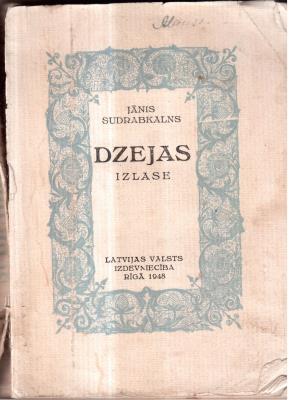 JĀNIS
SUDRABKALNS
DZEJAS
IZLASE
LATVIJAS VALSTS
IZDEVNIECĪBA
RĪGĀ 1948